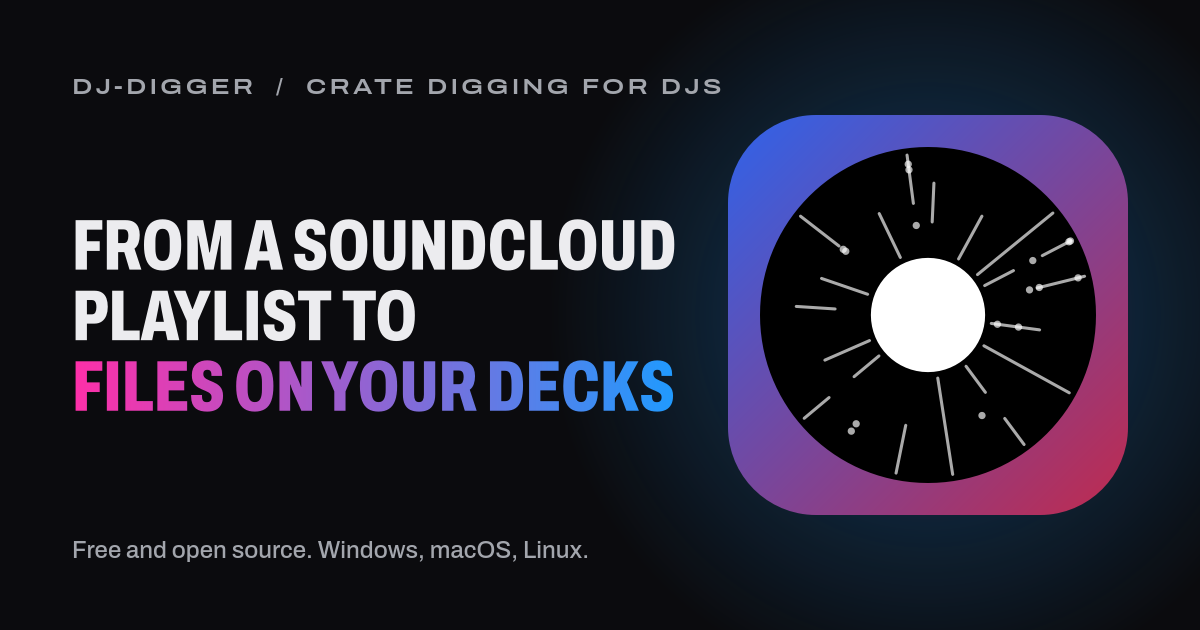 DJ-DIGGER / CRATE DIGGING FOR DJS
FROM A SOUNDCLOUD
PLAYLIST TO
FILES ON YOUR DECKS
Free and open source. Windows, macOS, Linux.